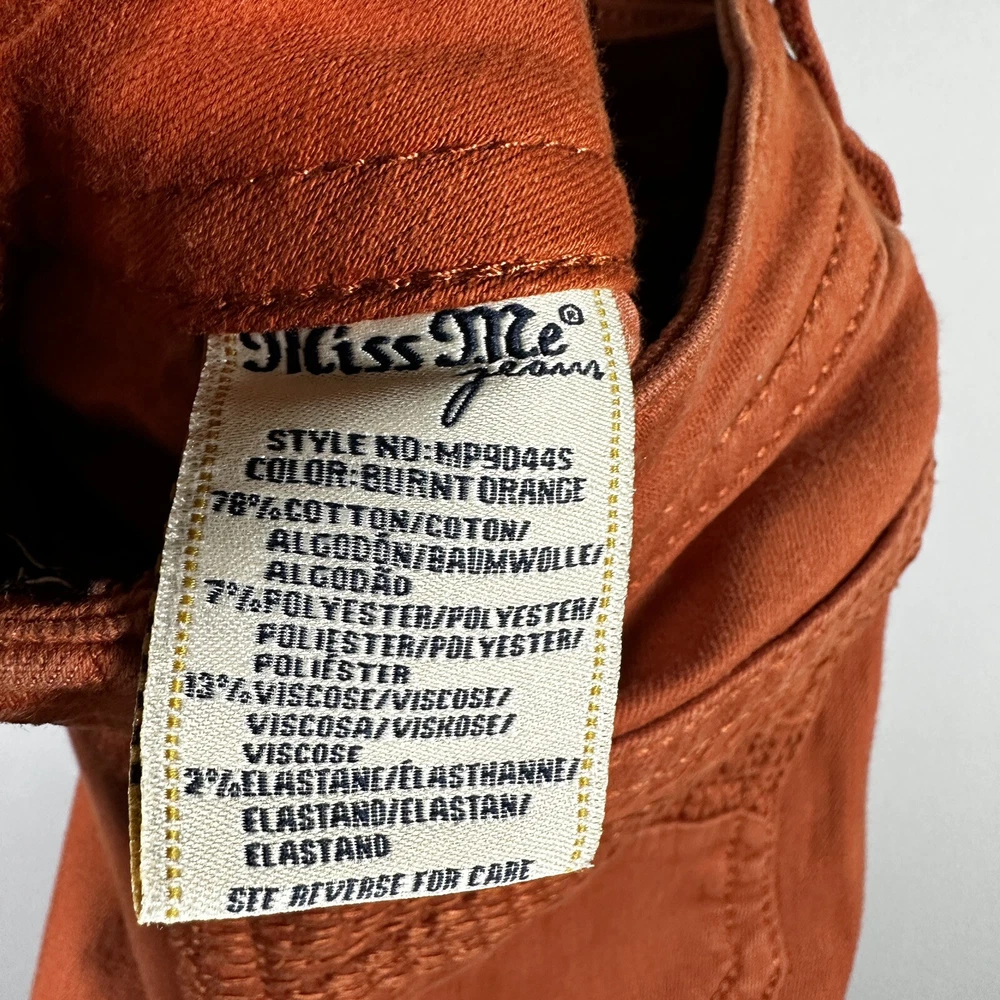 Miss Me®
jeans
STYLE NO:MP9044S
COLOR:BURNT ORANGE
78%COTTON/COTON/
ALGODÓN/BAUMWOLLE/
ALGODÃO
7%POLYESTER/POLYESTER/
POLIESTER/POLYESTER/
POLIÉSTER
13%VISCOSE/VISCOSE/
VISCOSA/VISKOSE/
VISCOSE
2%ELASTANE/ÉLASTHANNE/
ELASTANO/ELASTAN/
ELASTANO
SEE REVERSE FOR CARE